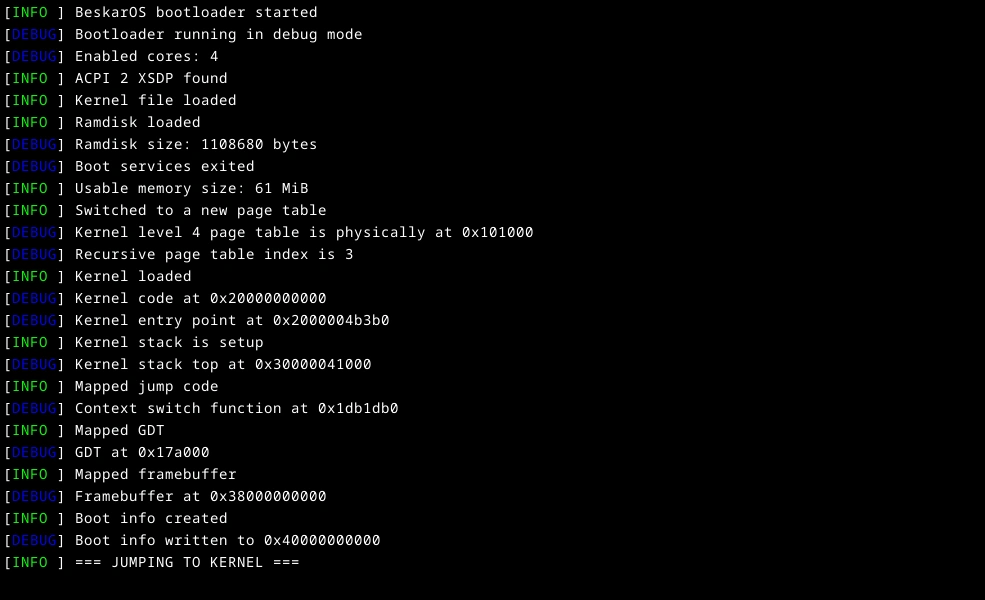 [INFO ] BeskarOS bootloader started
[DEBUG] Bootloader running in debug mode
[DEBUG] Enabled cores: 4
[INFO ] ACPI 2 XSDP found
[INFO ] Kernel file loaded
[INFO ] Ramdisk loaded
[DEBUG] Ramdisk size: 1108680 bytes
[DEBUG] Boot services exited
[INFO ] Usable memory size: 61 MiB
[INFO ] Switched to a new page table
[DEBUG] Kernel level 4 page table is physically at 0x101000
[DEBUG] Recursive page table index is 3
[INFO ] Kernel loaded
[DEBUG] Kernel code at 0x20000000000
[DEBUG] Kernel entry point at 0x2000004b3b0
[INFO ] Kernel stack is setup
[DEBUG] Kernel stack top at 0x30000041000
[INFO ] Mapped jump code
[DEBUG] Context switch function at 0x1db1db0
[INFO ] Mapped GDT
[DEBUG] GDT at 0x17a000
[INFO ] Mapped framebuffer
[DEBUG] Framebuffer at 0x38000000000
[INFO ] Boot info created
[DEBUG] Boot info written to 0x40000000000
[INFO ] === JUMPING TO KERNEL ===